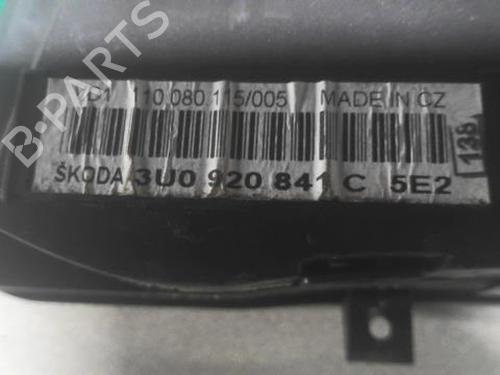 110.080.115/005 MADE IN CZ
138
ŠKODA 3U0 920 841 C 5E2
B-PARTS